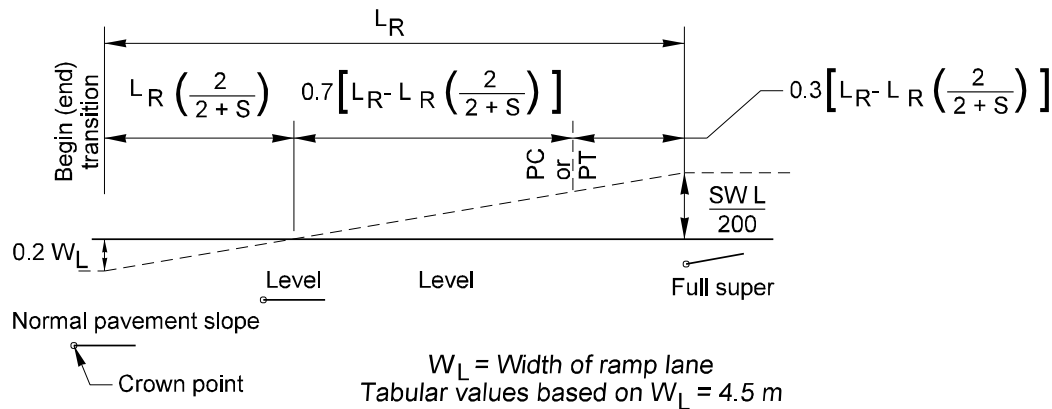 L_R
Begin (end)
transition
L_R (2/(2 + S))
0.7[L_R- L_R (2/(2 + S))]
0.3[L_R- L_R (2/(2 + S))]
PC
or
PT
SW L/200
0.2 W_L
Level
Level
Full super
Normal pavement slope
Crown point
W_L = Width of ramp lane
Tabular values based on W_L = 4.5 m